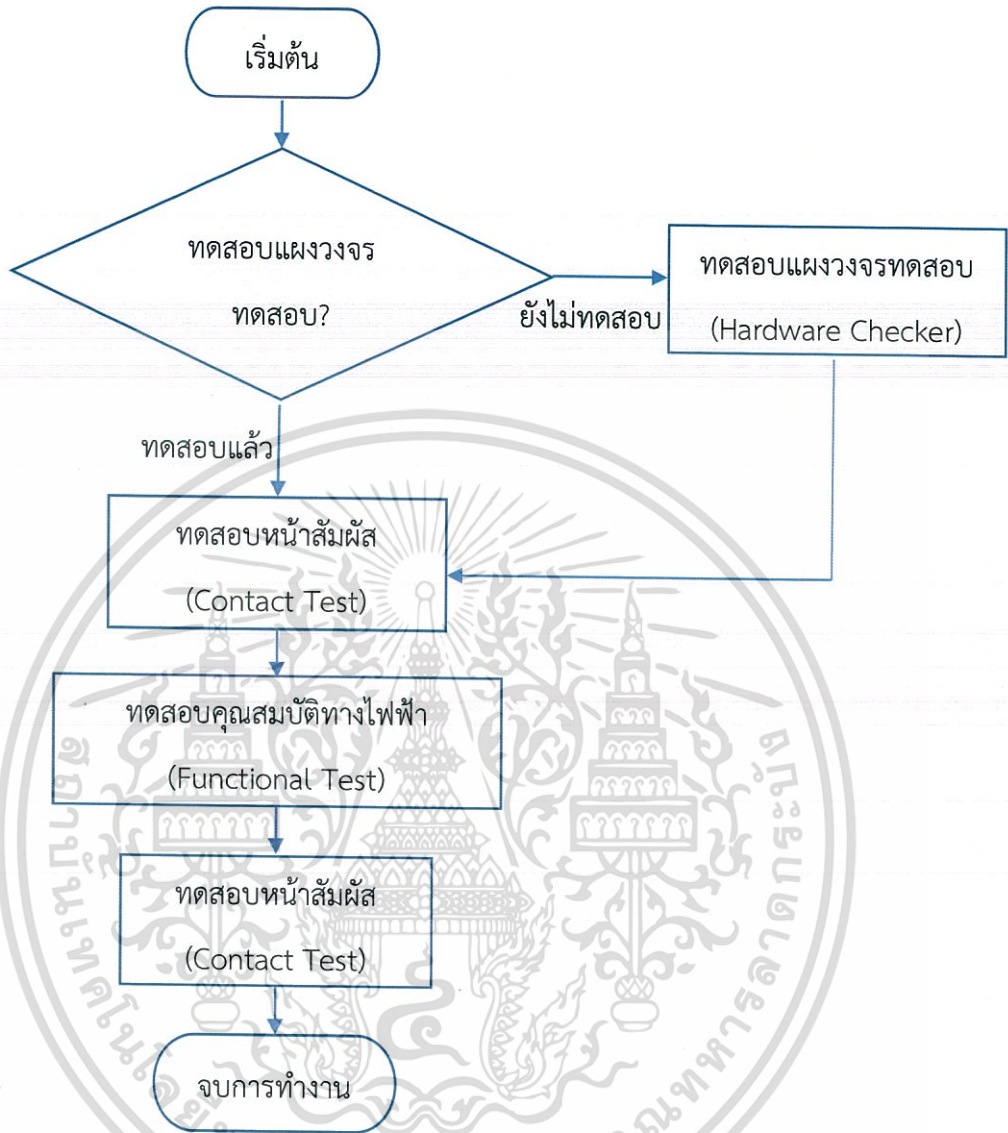 เริ่มต้น
ทดสอบแผงวงจร
ทดสอบ?
ยังไม่ทดสอบ
ทดสอบแผงวงจรทดสอบ
(Hardware Checker)
ทดสอบแล้ว
ทดสอบหน้าสัมผัส
(Contact Test)
ทดสอบคุณสมบัติทางไฟฟ้า
(Functional Test)
ทดสอบหน้าสัมผัส
(Contact Test)
จบการทำงาน